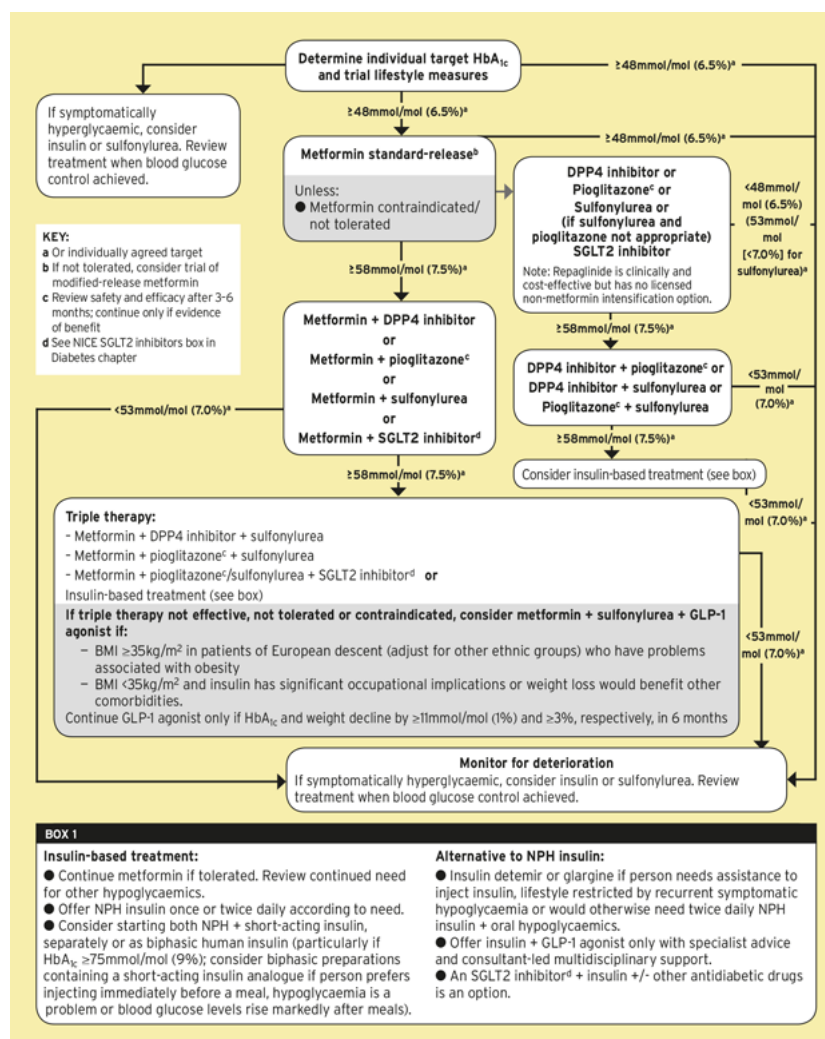 Determine individual target HbA1c
and trial lifestyle measures
≥48mmol/mol (6.5%)ᵃ
If symptomatically
hyperglycaemic, consider
insulin or sulfonylurea. Review
treatment when blood glucose
control achieved.
≥48mmol/mol (6.5%)ᵃ
≥48mmol/mol (6.5%)ᵃ
Metformin standard-releaseᵇ
Unless:
● Metformin contraindicated/
not tolerated
DPP4 inhibitor or
Pioglitazoneᶜ or
Sulfonylurea or
(if sulfonylurea and
pioglitazone not appropriate)
SGLT2 inhibitor
Note: Repaglinide is clinically and
cost-effective but has no licensed
non-metformin intensification option.
<48mmol/
mol (6.5%)
(53mmol/
mol
[<7.0%] for
sulfonylurea)ᵃ
KEY:
a Or individually agreed target
b If not tolerated, consider trial of
modified-release metformin
c Review safety and efficacy after 3-6
months; continue only if evidence
of benefit
d See NICE SGLT2 inhibitors box in
Diabetes chapter
≥58mmol/mol (7.5%)ᵃ
Metformin + DPP4 inhibitor
or
Metformin + pioglitazoneᶜ
or
Metformin + sulfonylurea
or
Metformin + SGLT2 inhibitorᵈ
≥58mmol/mol (7.5%)ᵃ
DPP4 inhibitor + pioglitazoneᶜ or
DPP4 inhibitor + sulfonylurea or
Pioglitazoneᶜ + sulfonylurea
<53mmol/
mol
(7.0%)ᵃ
<53mmol/mol (7.0%)ᵃ
≥58mmol/mol (7.5%)ᵃ
Consider insulin-based treatment (see box)
≥58mmol/mol (7.5%)ᵃ
<53mmol/
mol (7.0%)ᵃ
Triple therapy:
- Metformin + DPP4 inhibitor + sulfonylurea
- Metformin + pioglitazoneᶜ + sulfonylurea
- Metformin + pioglitazoneᶜ/sulfonylurea + SGLT2 inhibitorᵈ or
Insulin-based treatment (see box)
If triple therapy not effective, not tolerated or contraindicated, consider metformin + sulfonylurea + GLP-1
agonist if:
– BMI ≥35kg/m² in patients of European descent (adjust for other ethnic groups) who have problems
associated with obesity
– BMI <35kg/m² and insulin has significant occupational implications or weight loss would benefit other
comorbidities.
Continue GLP-1 agonist only if HbA1c and weight decline by ≥11mmol/mol (1%) and ≥3%, respectively, in 6 months
<53mmol/
mol (7.0%)ᵃ
Monitor for deterioration
If symptomatically hyperglycaemic, consider insulin or sulfonylurea. Review
treatment when blood glucose control achieved.
BOX 1
Insulin-based treatment:
● Continue metformin if tolerated. Review continued need
for other hypoglycaemics.
● Offer NPH insulin once or twice daily according to need.
● Consider starting both NPH + short-acting insulin,
separately or as biphasic human insulin (particularly if
HbA1c ≥75mmol/mol (9%); consider biphasic preparations
containing a short-acting insulin analogue if person prefers
injecting immediately before a meal, hypoglycaemia is a
problem or blood glucose levels rise markedly after meals).
Alternative to NPH insulin:
● Insulin detemir or glargine if person needs assistance to
inject insulin, lifestyle restricted by recurrent symptomatic
hypoglycaemia or would otherwise need twice daily NPH
insulin + oral hypoglycaemics.
● Offer insulin + GLP-1 agonist only with specialist advice
and consultant-led multidisciplinary support.
● An SGLT2 inhibitorᵈ + insulin +/- other antidiabetic drugs
is an option.